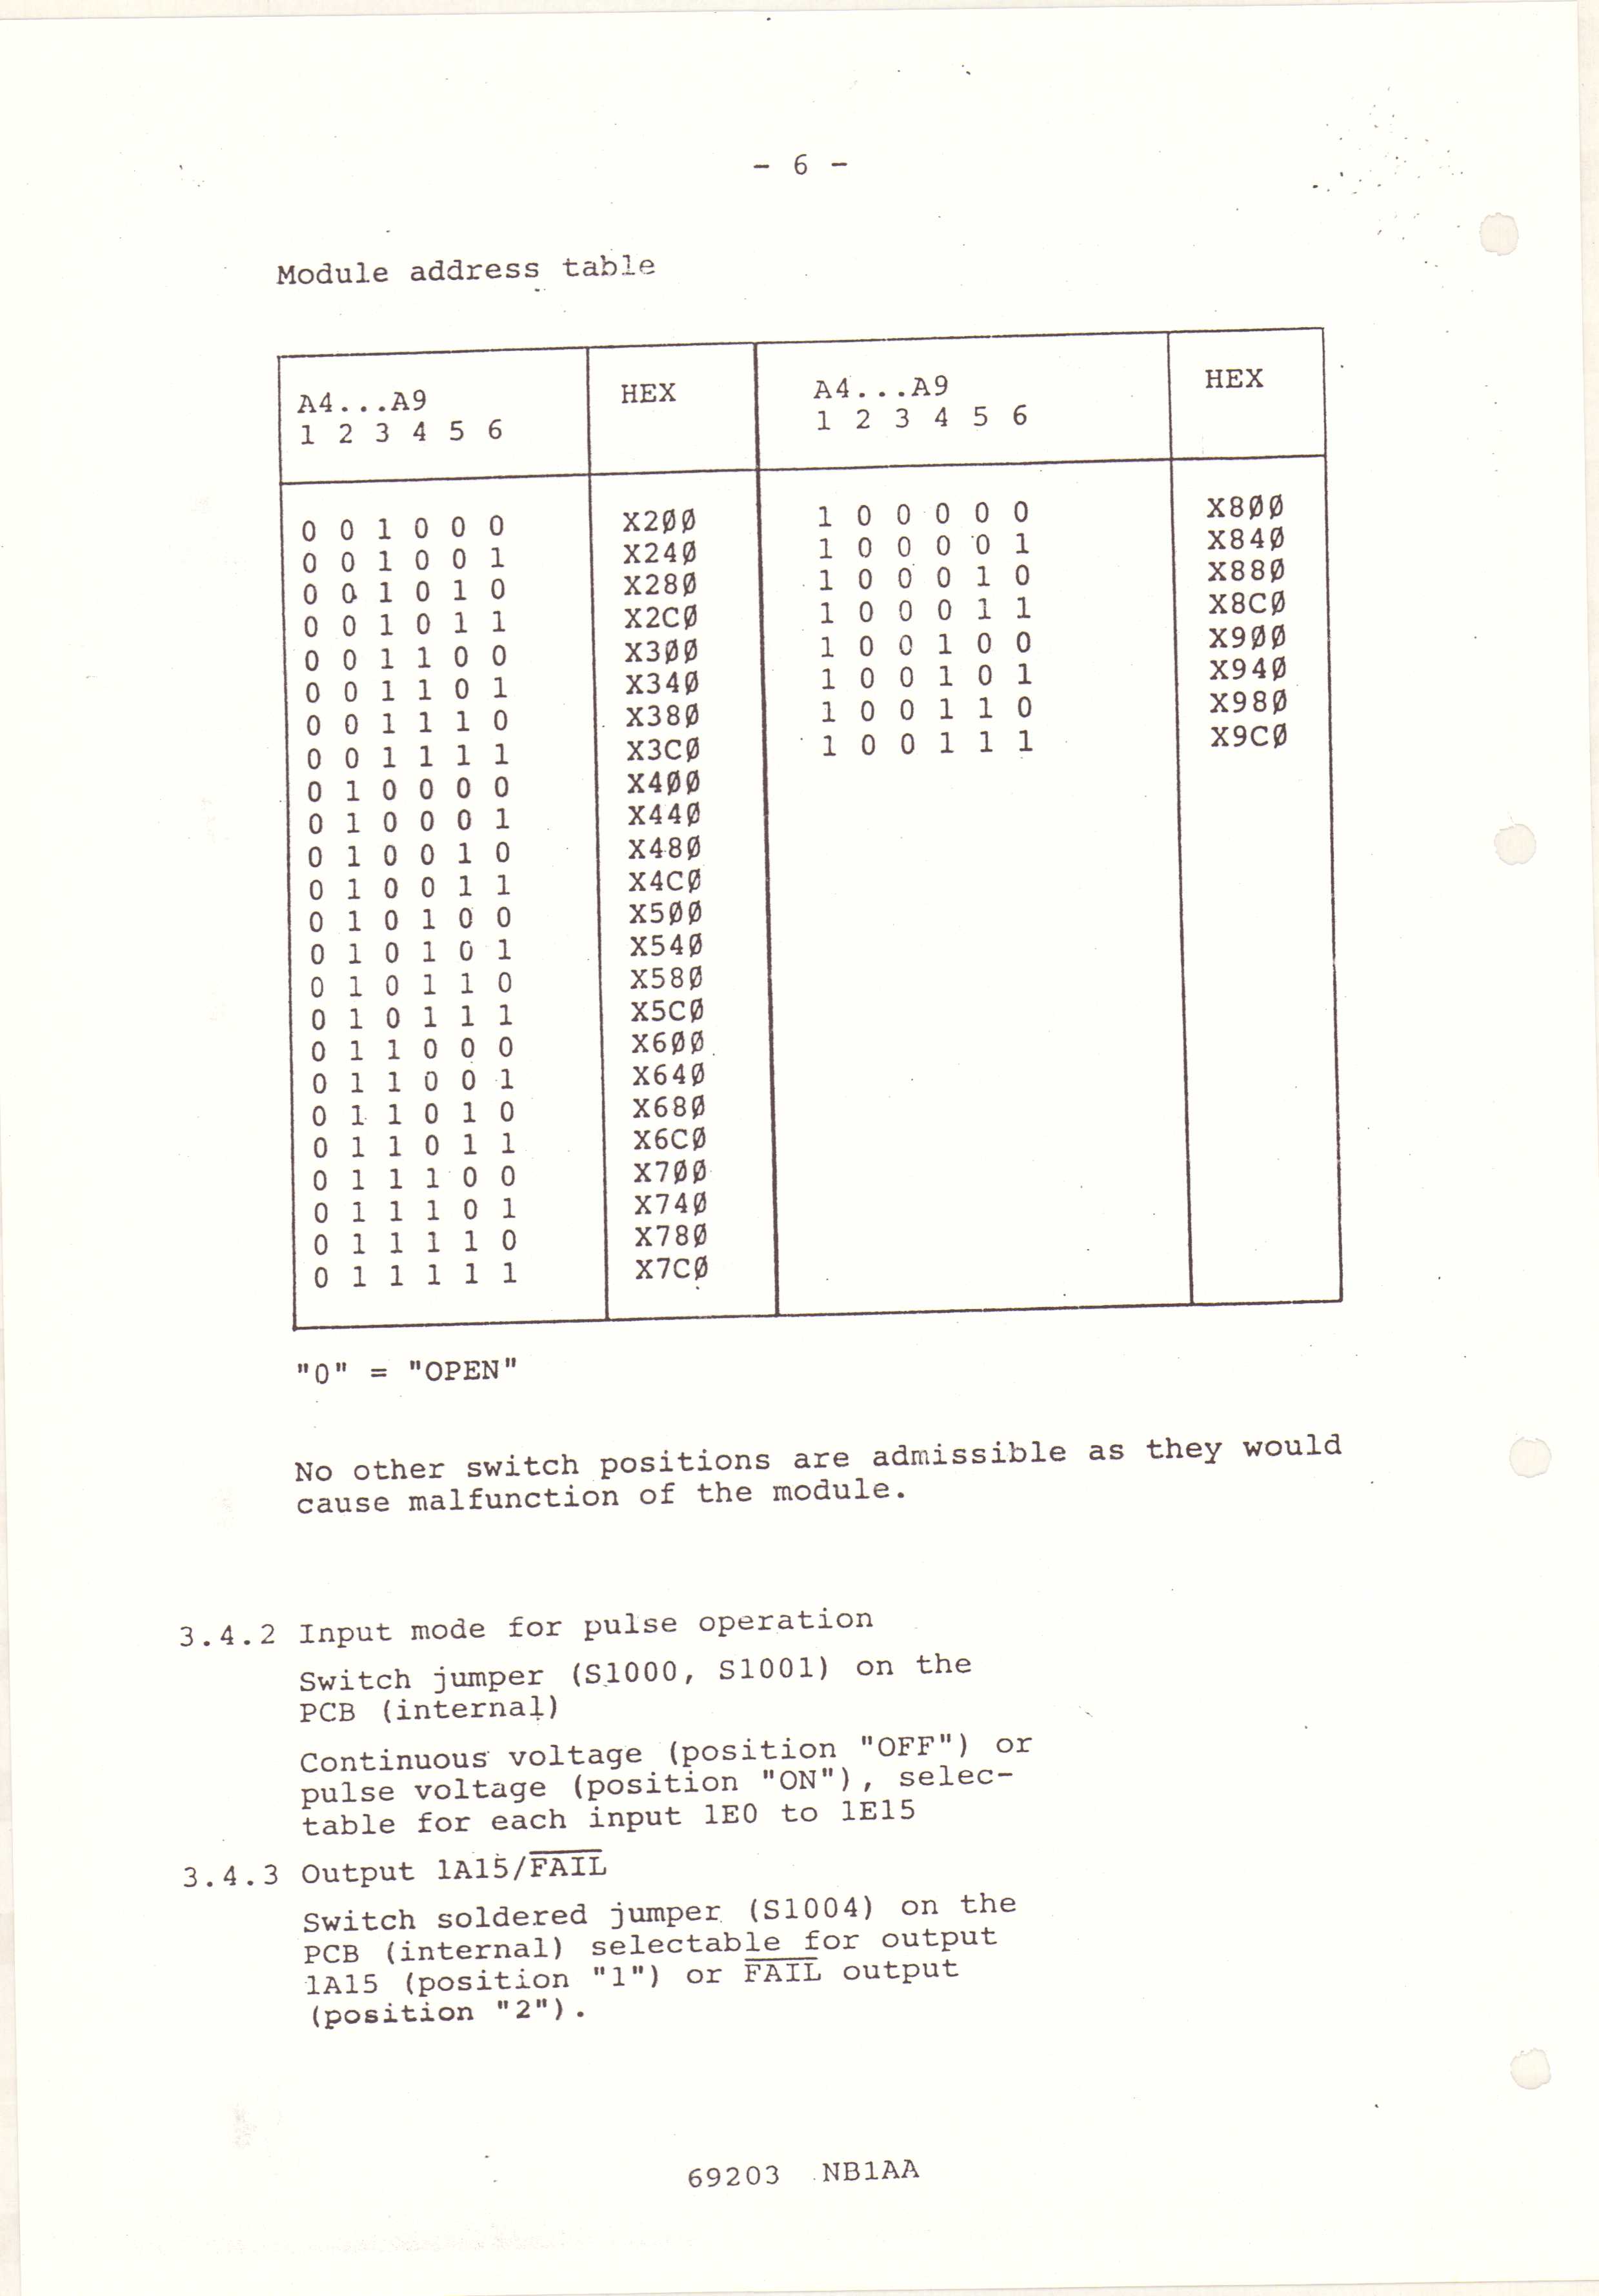 - 6 -
Module address table
A4...A9 HEX A4...A9 HEX
1 2 3 4 5 6 1 2 3 4 5 6
0 0 1 0 0 0 X2ØØ 1 0 0 0 0 0 X8ØØ
0 0 1 0 0 1 X24Ø 1 0 0 0 0 1 X84Ø
0 0 1 0 1 0 X28Ø 1 0 0 0 1 0 X88Ø
0 0 1 0 1 1 X2CØ 1 0 0 0 1 1 X8CØ
0 0 1 1 0 0 X3ØØ 1 0 0 1 0 0 X9ØØ
0 0 1 1 0 1 X34Ø 1 0 0 1 0 1 X94Ø
0 0 1 1 1 0 X38Ø 1 0 0 1 1 0 X98Ø
0 0 1 1 1 1 X3CØ 1 0 0 1 1 1 X9CØ
0 1 0 0 0 0 X4ØØ
0 1 0 0 0 1 X44Ø
0 1 0 0 1 0 X48Ø
0 1 0 0 1 1 X4CØ
0 1 0 1 0 0 X5ØØ
0 1 0 1 0 1 X54Ø
0 1 0 1 1 0 X58Ø
0 1 0 1 1 1 X5CØ
0 1 1 0 0 0 X6ØØ
0 1 1 0 0 1 X64Ø
0 1 1 0 1 0 X68Ø
0 1 1 0 1 1 X6CØ
0 1 1 1 0 0 X7ØØ
0 1 1 1 0 1 X74Ø
0 1 1 1 1 0 X78Ø
0 1 1 1 1 1 X7CØ
"0" = "OPEN"
No other switch positions are admissible as they would
cause malfunction of the module.
3.4.2 Input mode for pulse operation
Switch jumper (S1000, S1001) on the
PCB (internal)
Continuous voltage (position "OFF") or
pulse voltage (position "ON"), selec-
table for each input 1E0 to 1E15
3.4.3 Output 1A15/F̅A̅I̅L̅
Switch soldered jumper (S1004) on the
PCB (internal) selectable for output
1A15 (position "1") or F̅A̅I̅L̅ output
(position "2").
69203 NB1AA